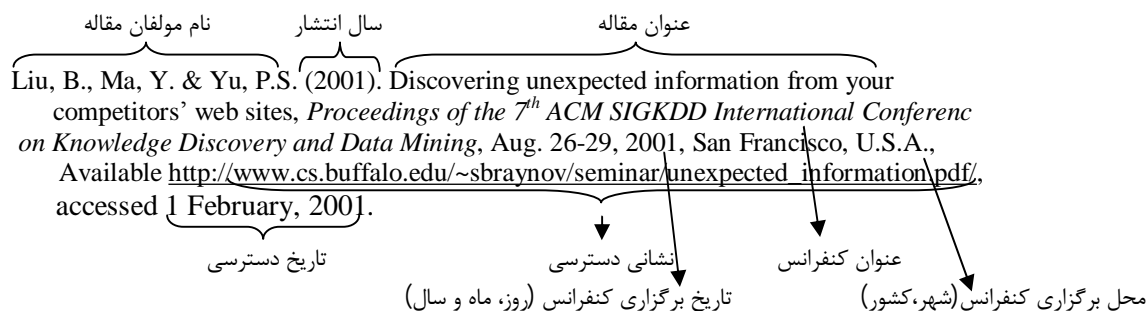 نام مولفان مقاله سال انتشار عنوان مقاله
Liu, B., Ma, Y. & Yu, P.S. (2001). Discovering unexpected information from your
competitors’ web sites, Proceedings of the 7th ACM SIGKDD International Conferenc
on Knowledge Discovery and Data Mining, Aug. 26-29, 2001, San Francisco, U.S.A.,
Available http://www.cs.buffalo.edu/~sbraynov/seminar/unexpected_information.pdf/,
accessed 1 February, 2001.
تاریخ دسترسی نشانی دسترسی عنوان کنفرانس
تاریخ برگزاری کنفرانس (روز، ماه و سال) محل برگزاری کنفرانس(شهر،کشور)